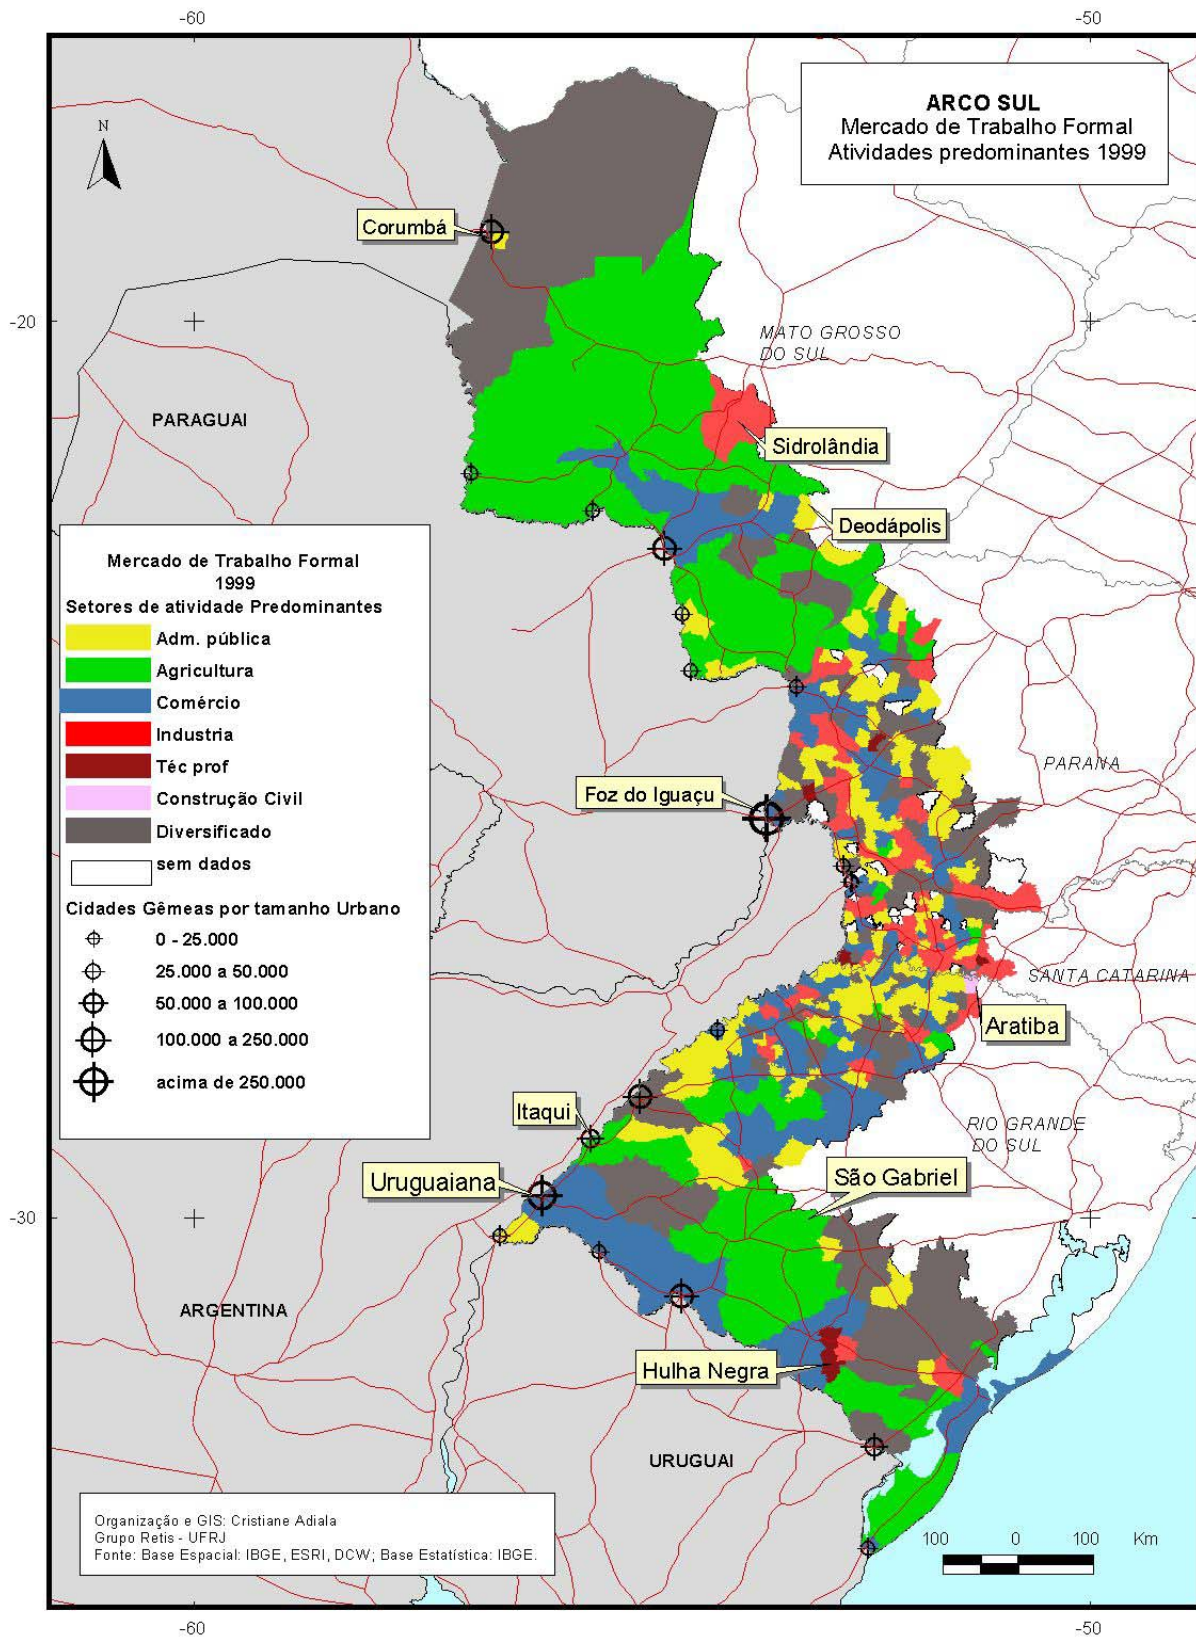 -60
-50
ARCO SUL
Mercado de Trabalho Formal
Atividades predominantes 1999
N
Corumbá
-20
MATO GROSSO
DO SUL
PARAGUAI
Sidrolândia
Deodápolis
Mercado de Trabalho Formal
1999
Setores de atividade Predominantes
Adm. pública
Agricultura
Comércio
Industria
Téc prof
Construção Civil
Diversificado
sem dados
Cidades Gêmeas por tamanho Urbano
0 - 25.000
25.000 a 50.000
50.000 a 100.000
100.000 a 250.000
acima de 250.000
PARANA
Foz do Iguaçu
SANTA CATARINA
Aratiba
Itaqui
RIO GRANDE
DO SUL
Uruguaiana
São Gabriel
-30
ARGENTINA
Hulha Negra
URUGUAI
Organização e GIS: Cristiane Adiala
Grupo Retis - UFRJ
Fonte: Base Espacial: IBGE, ESRI, DCW; Base Estatística: IBGE.
100 0 100 Km
-60
-50